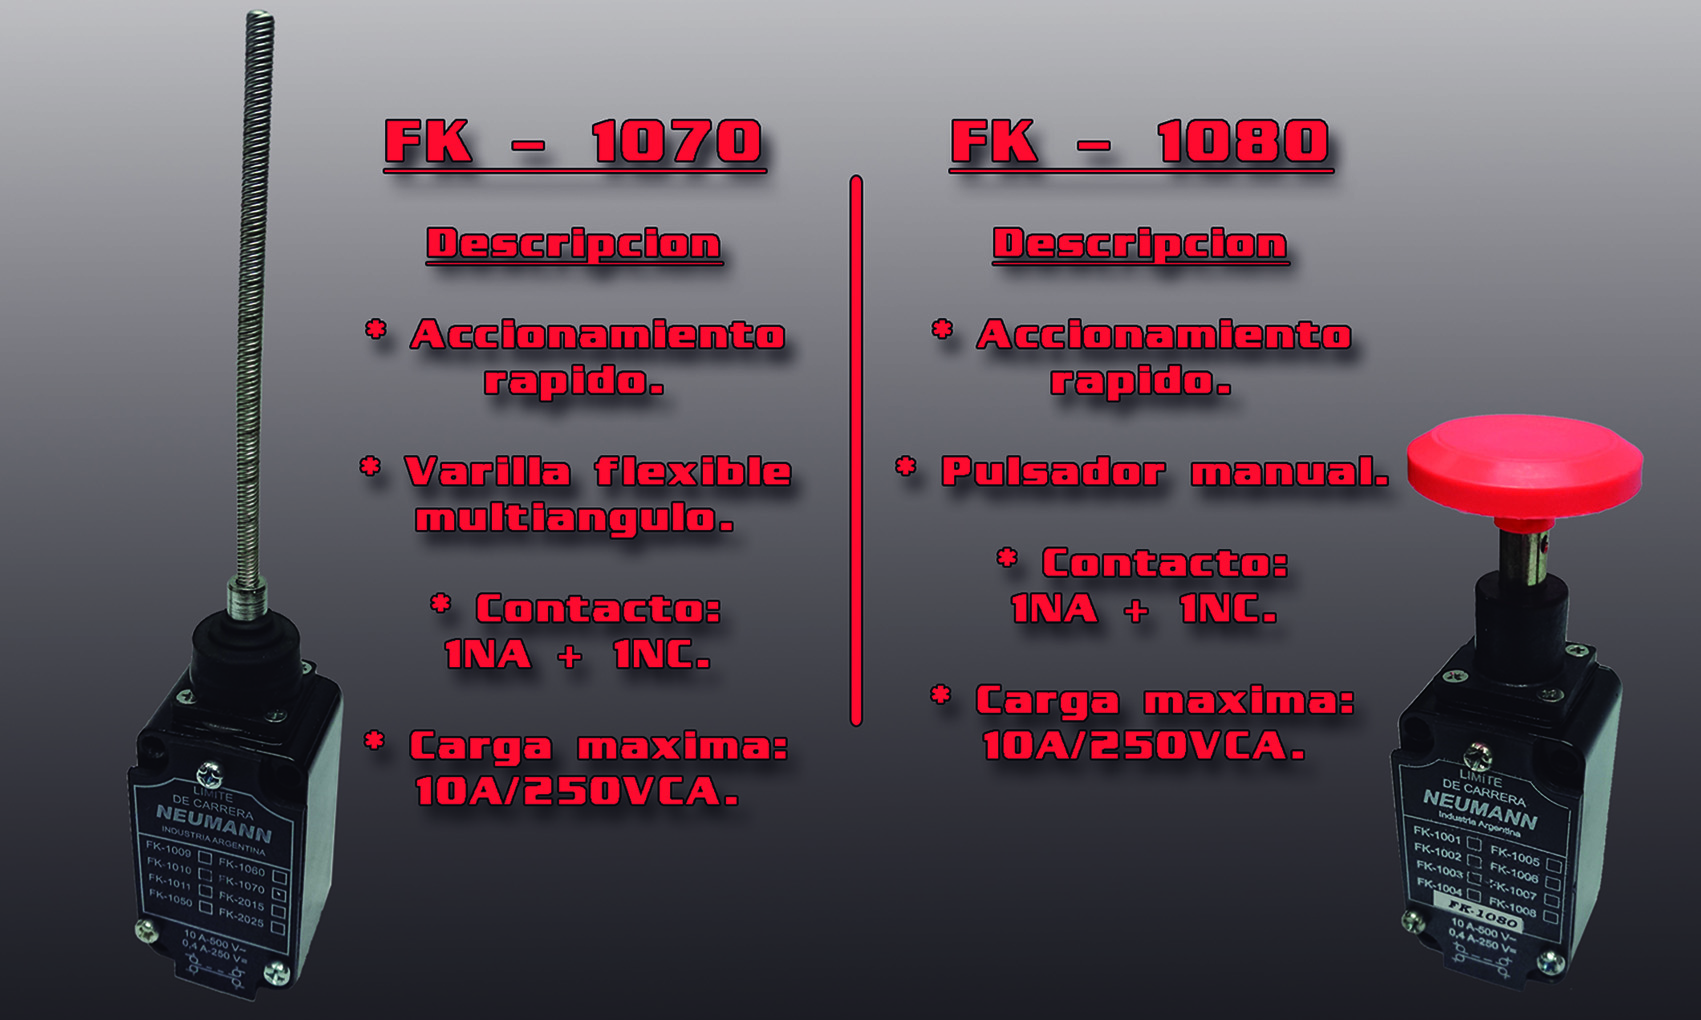 FK - 1070
Descripcion
* Accionamiento
rapido.
* Varilla flexible
multiangulo.
* Contacto:
1NA + 1NC.
* Carga maxima:
10A/250VCA.
FK - 1080
Descripcion
* Accionamiento
rapido.
* Pulsador manual.
* Contacto:
1NA + 1NC.
* Carga maxima:
10A/250VCA.
LIMITE
DE CARRERA
NEUMANN
INDUSTRIA ARGENTINA
FK-1009 FK-1060
FK-1010 FK-1070
FK-1011 FK-2015
FK-1050 FK-2025
10 A-500 V~
0,4 A-250 V=
LIMITE
DE CARRERA
NEUMANN
Industria Argentina
FK-1001 FK-1005
FK-1002 FK-1006
FK-1003 FK-1007
FK-1004 FK-1008
FK-1080
10 A-500 V~
0,4 A-250 V=